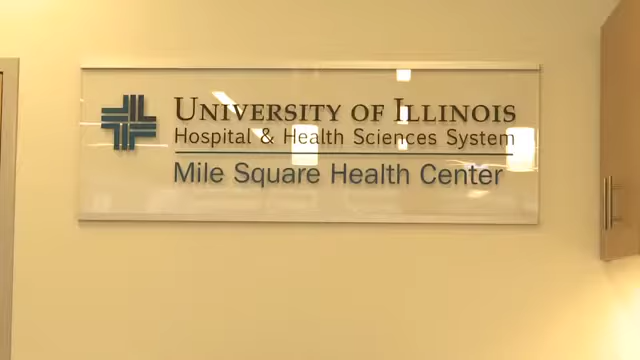 UNIVERSITY OF ILLINOIS
Hospital & Health Sciences System
Mile Square Health Center